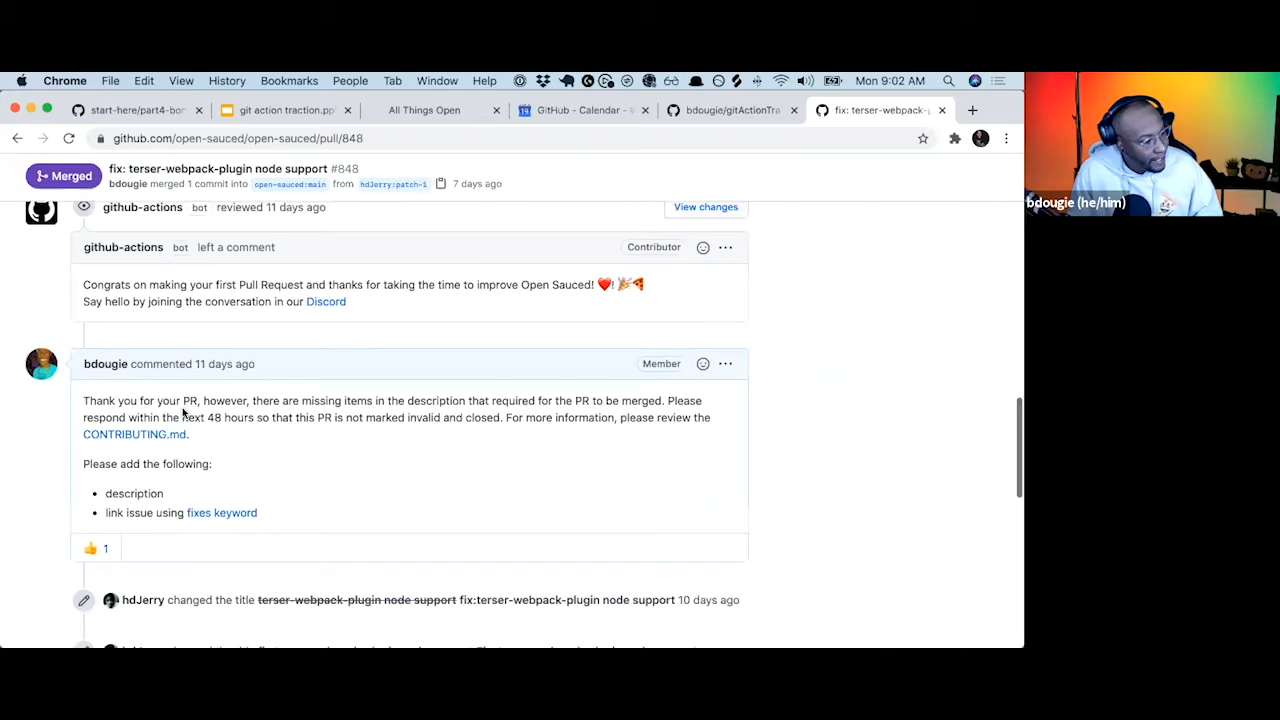 Chrome File Edit View History Bookmarks People Tab Window Help Mon 9:02 AM
start-here/part4-bor git action traction.pp All Things Open GitHub - Calendar - bdougie/gitActionTra fix: terser-webpack-
github.com/open-sauced/open-sauced/pull/848
Merged
fix: terser-webpack-plugin node support #848
bdougie merged 1 commit into open-sauced:main from hdJerry:patch-1 7 days ago
bdougie (he/him)
github-actions bot reviewed 11 days ago View changes
github-actions bot left a comment Contributor
Congrats on making your first Pull Request and thanks for taking the time to improve Open Sauced! ❤️! 🎉🍕
Say hello by joining the conversation in our Discord
bdougie commented 11 days ago Member
Thank you for your PR, however, there are missing items in the description that required for the PR to be merged. Please
respond within the next 48 hours so that this PR is not marked invalid and closed. For more information, please review the
CONTRIBUTING.md.
Please add the following:
• description
• link issue using fixes keyword
👍 1
hdJerry changed the title terser-webpack-plugin node support fix:terser-webpack-plugin node support 10 days ago